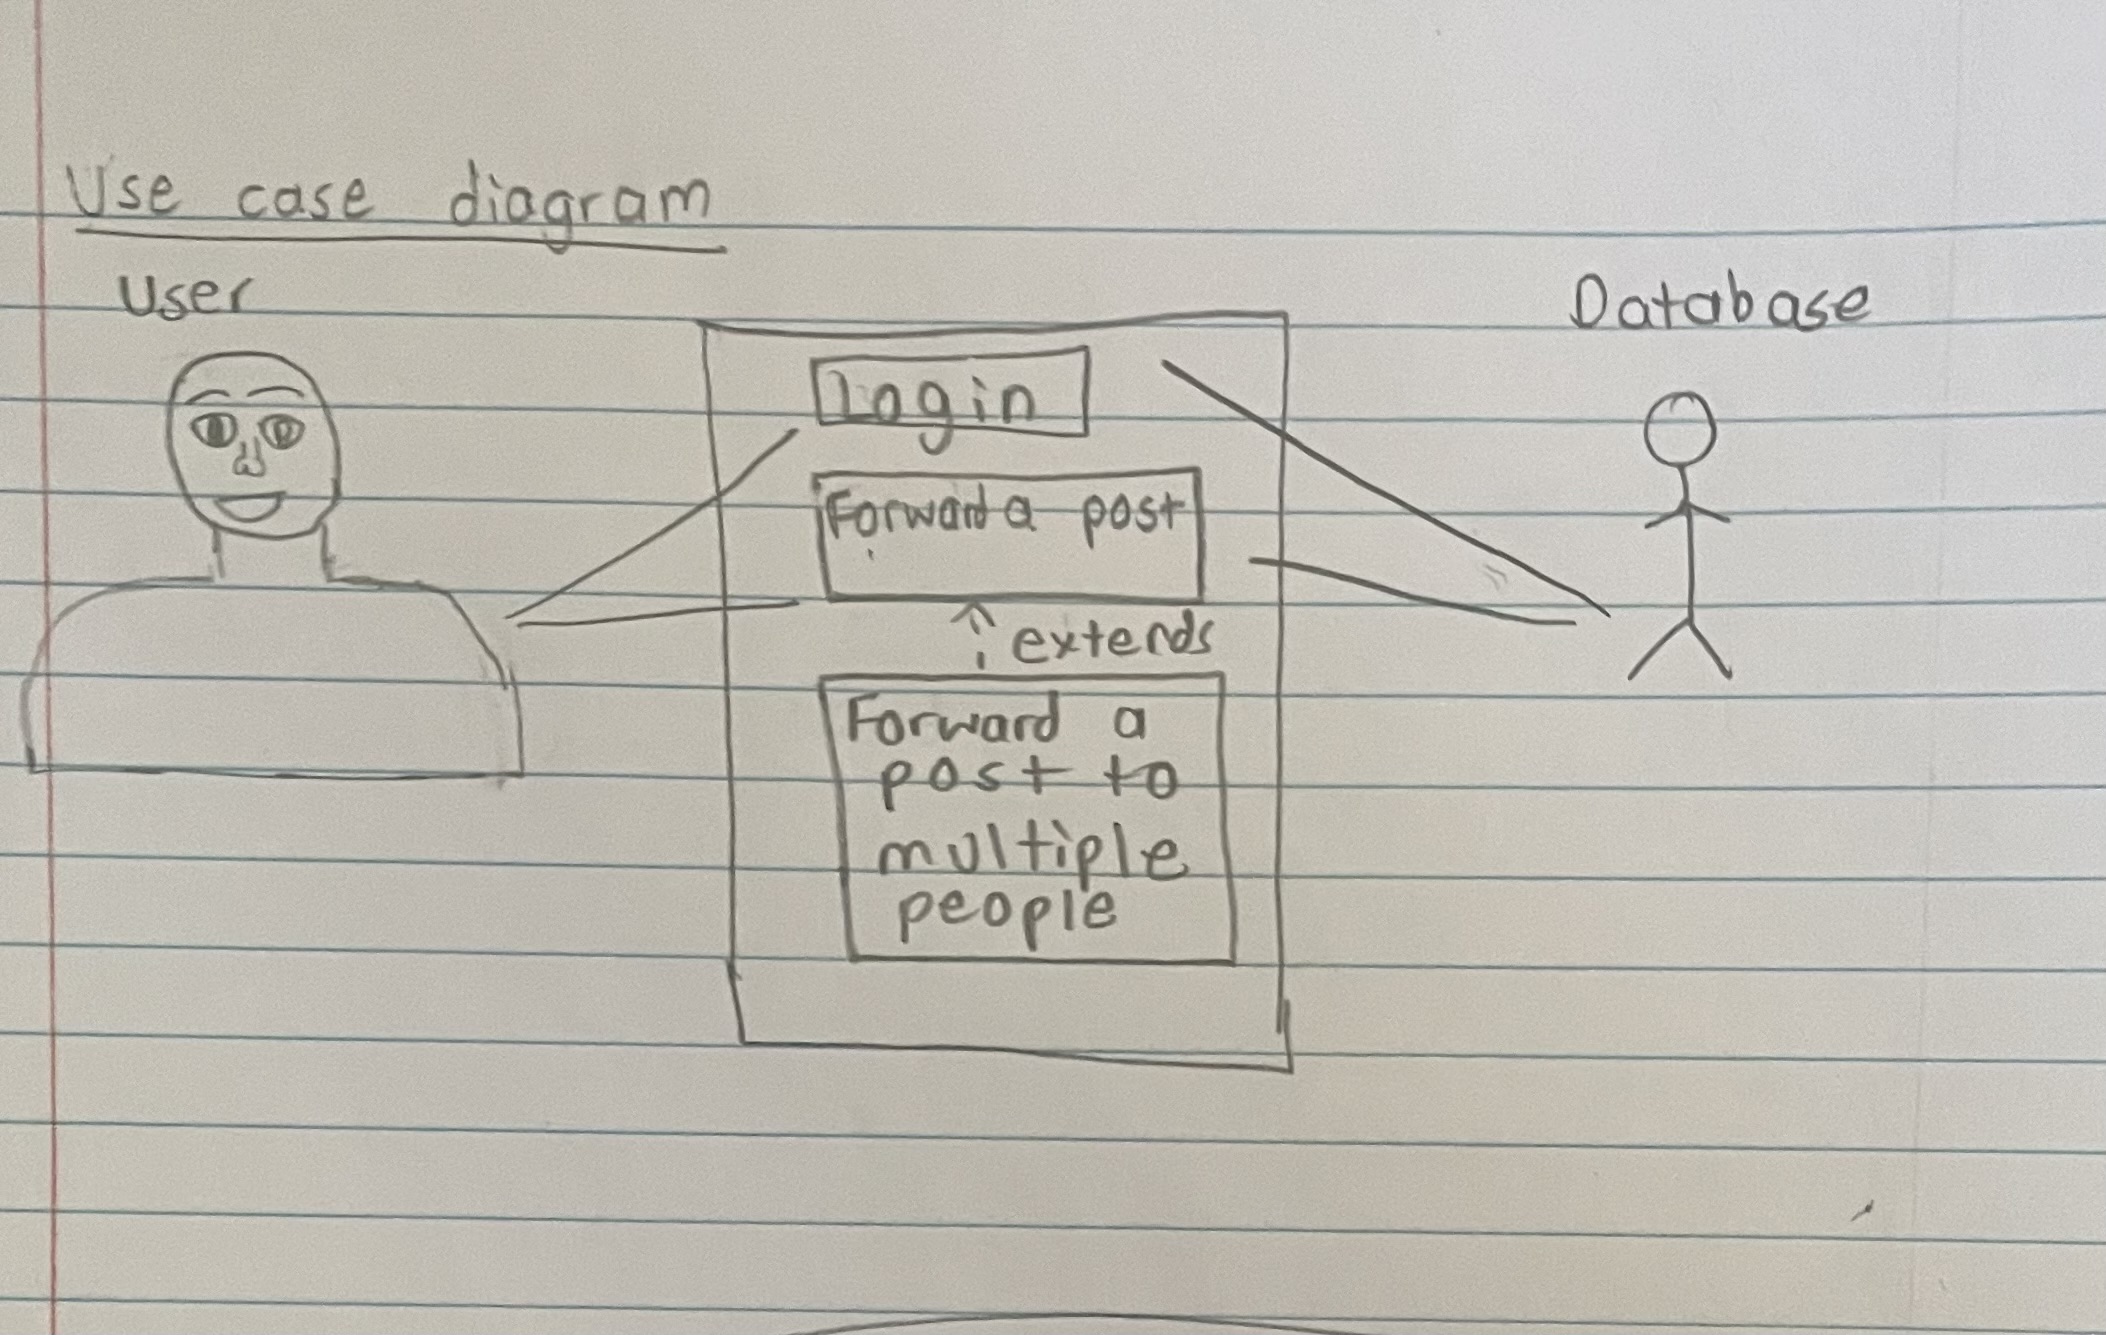 Use case diagram
User
Database
Login
Forward a post
extends
Forward a
post to
multiple
people